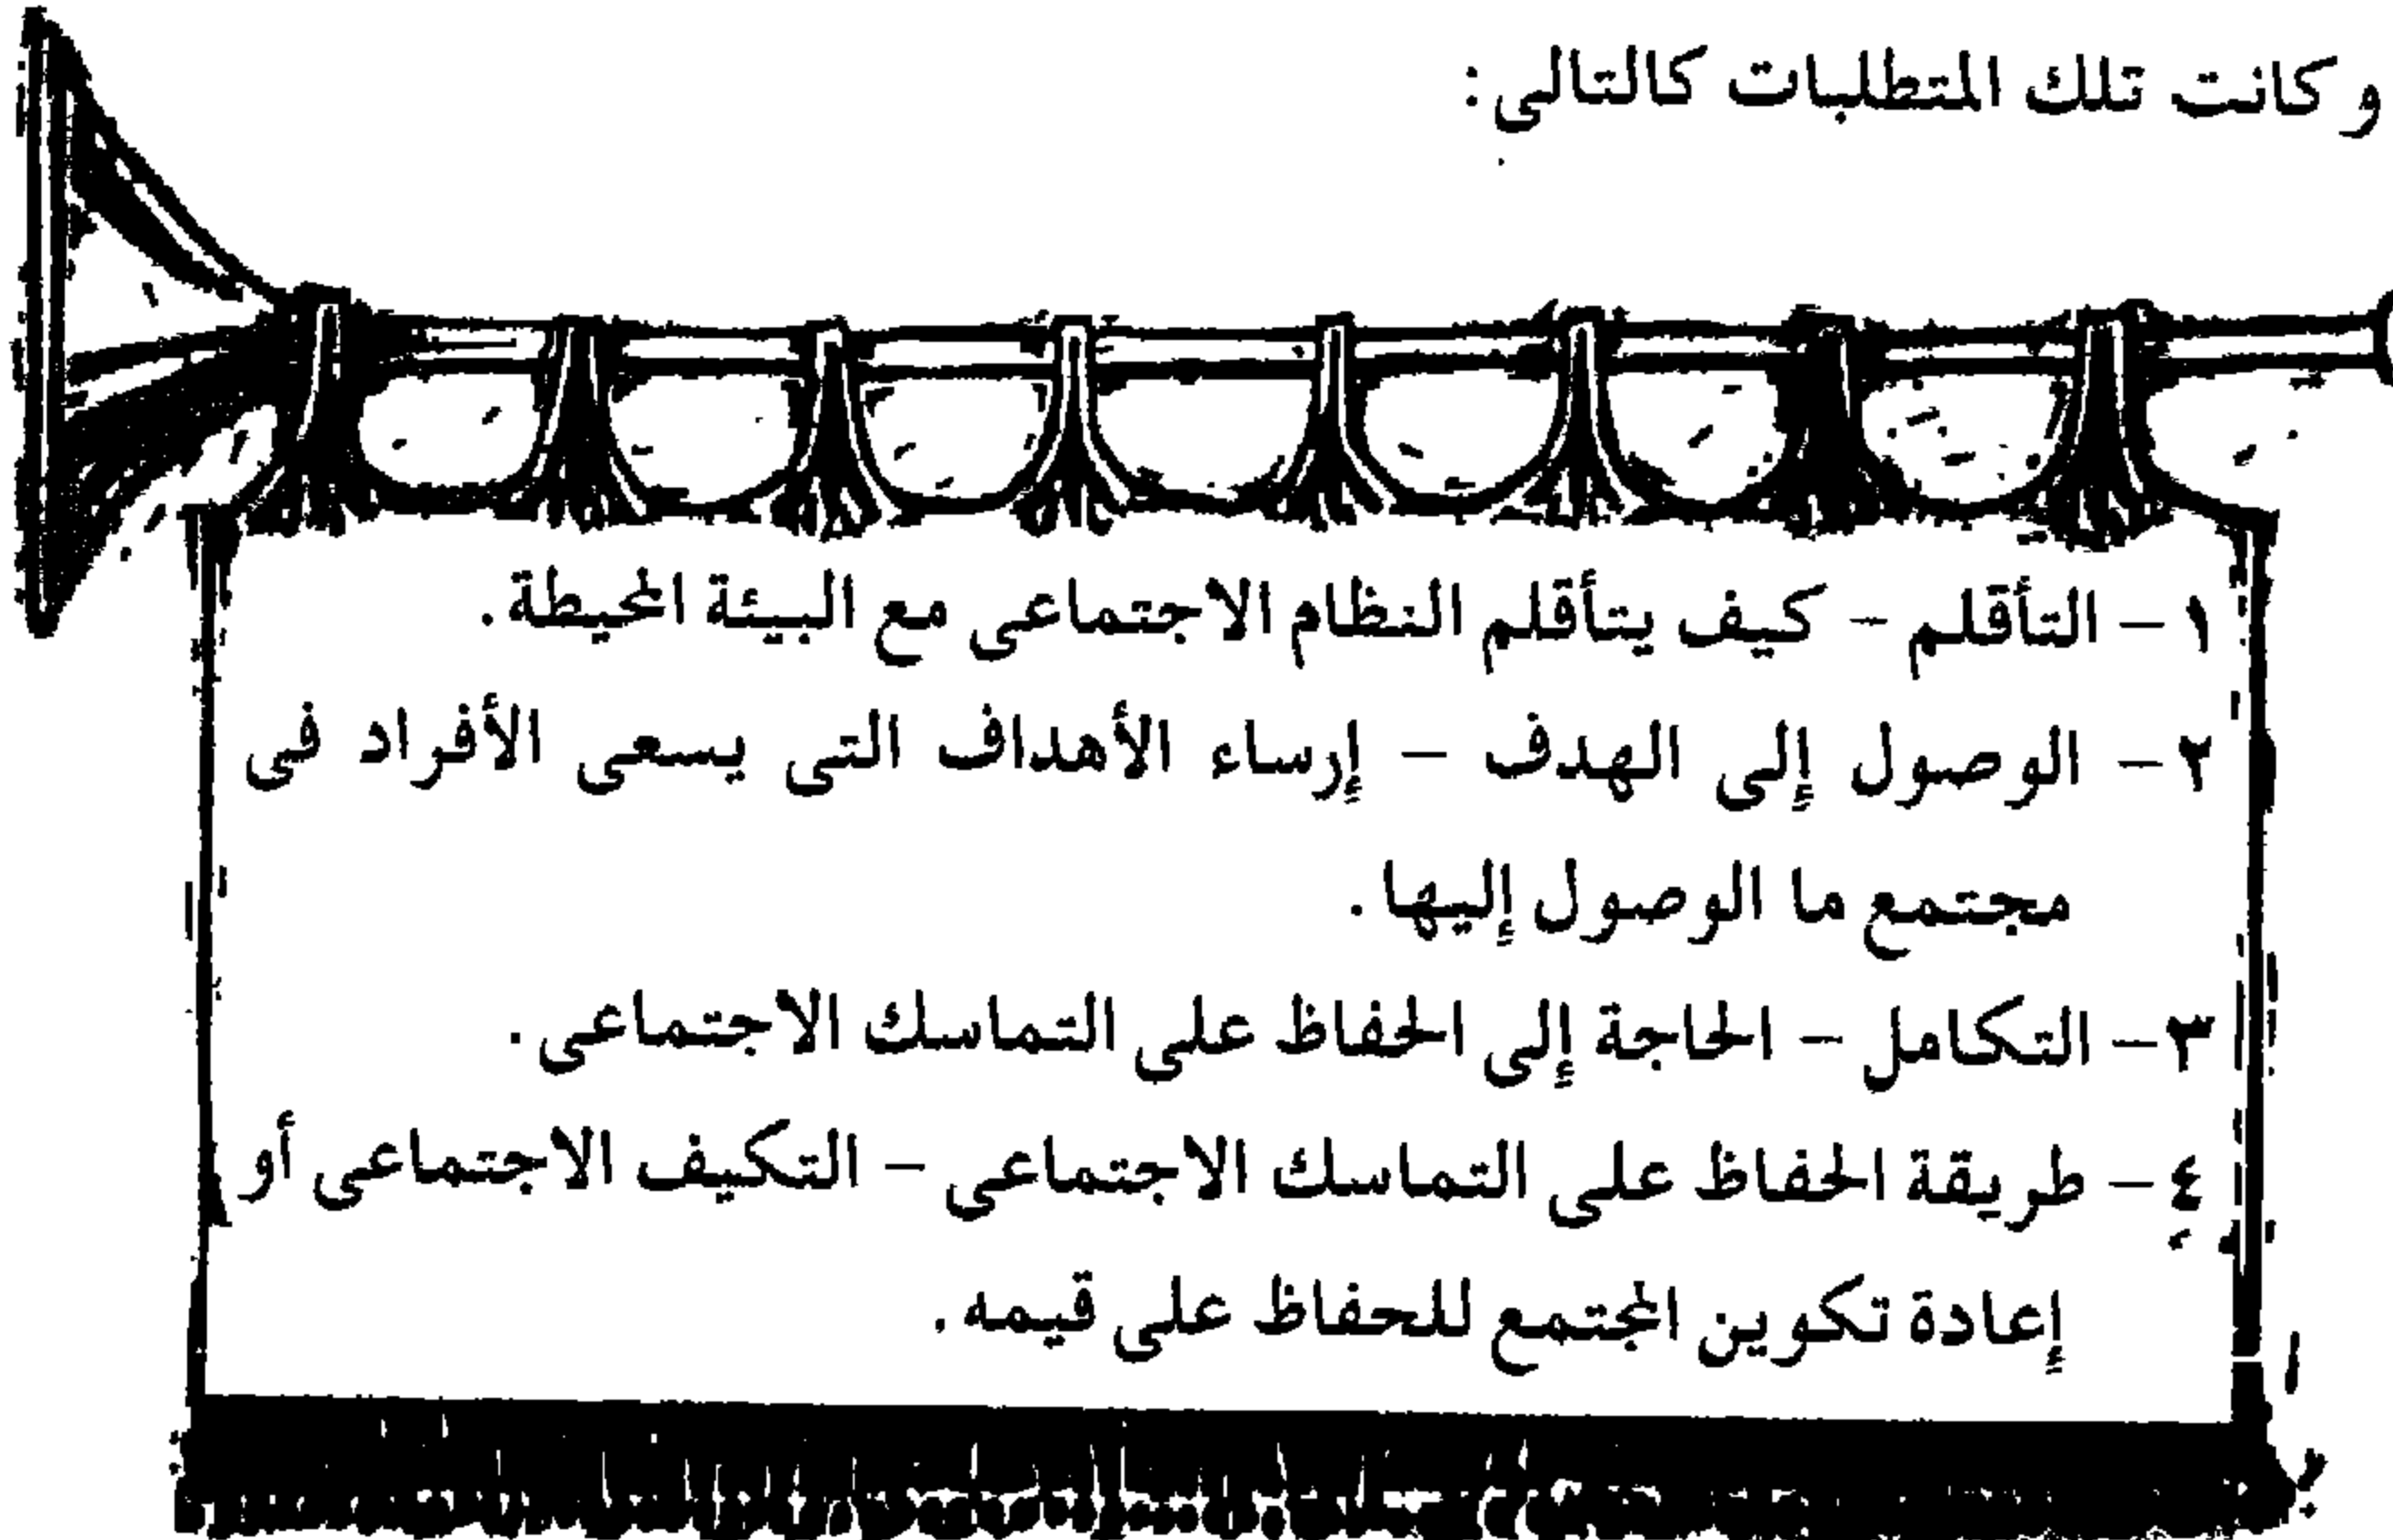 و كانت تلك المتطلبات كالتالى:
١- التأقلم - كيف يتأقلم النظام الاجتماعى مع البيئة المحيطة.
٢- الوصول إلى الهدف - إرساء الأهداف التى يسعى الأفراد فى
مجتمع ما الوصول إليها.
٣- التكامل - الحاجة إلى الحفاظ على التماسك الاجتماعى.
٤- طريقة الحفاظ على التماسك الاجتماعى - التكيف الاجتماعى أو
إعادة تكوين المجتمع للحفاظ على قيمه.